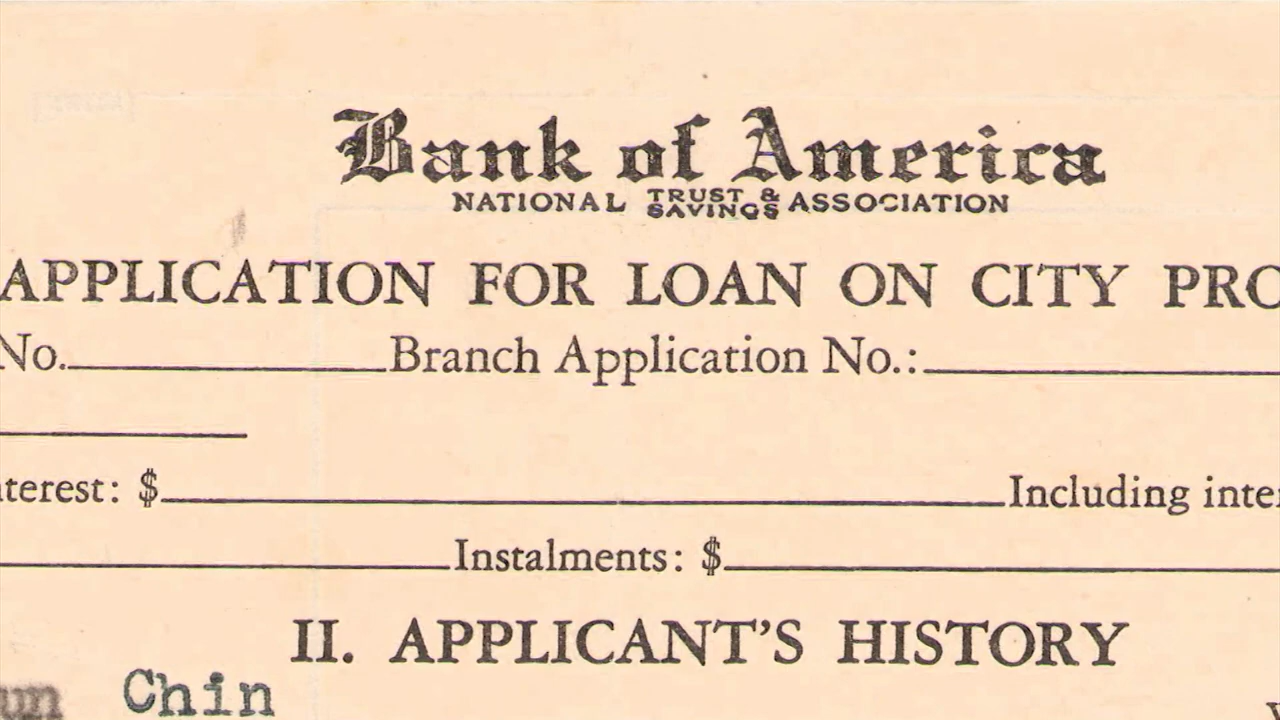 Bank of America
NATIONAL TRUST & SAVINGS ASSOCIATION
APPLICATION FOR LOAN ON CITY PRO
No. Branch Application No.:
terest: $ Including inte
Instalments: $
II. APPLICANT'S HISTORY
Chin